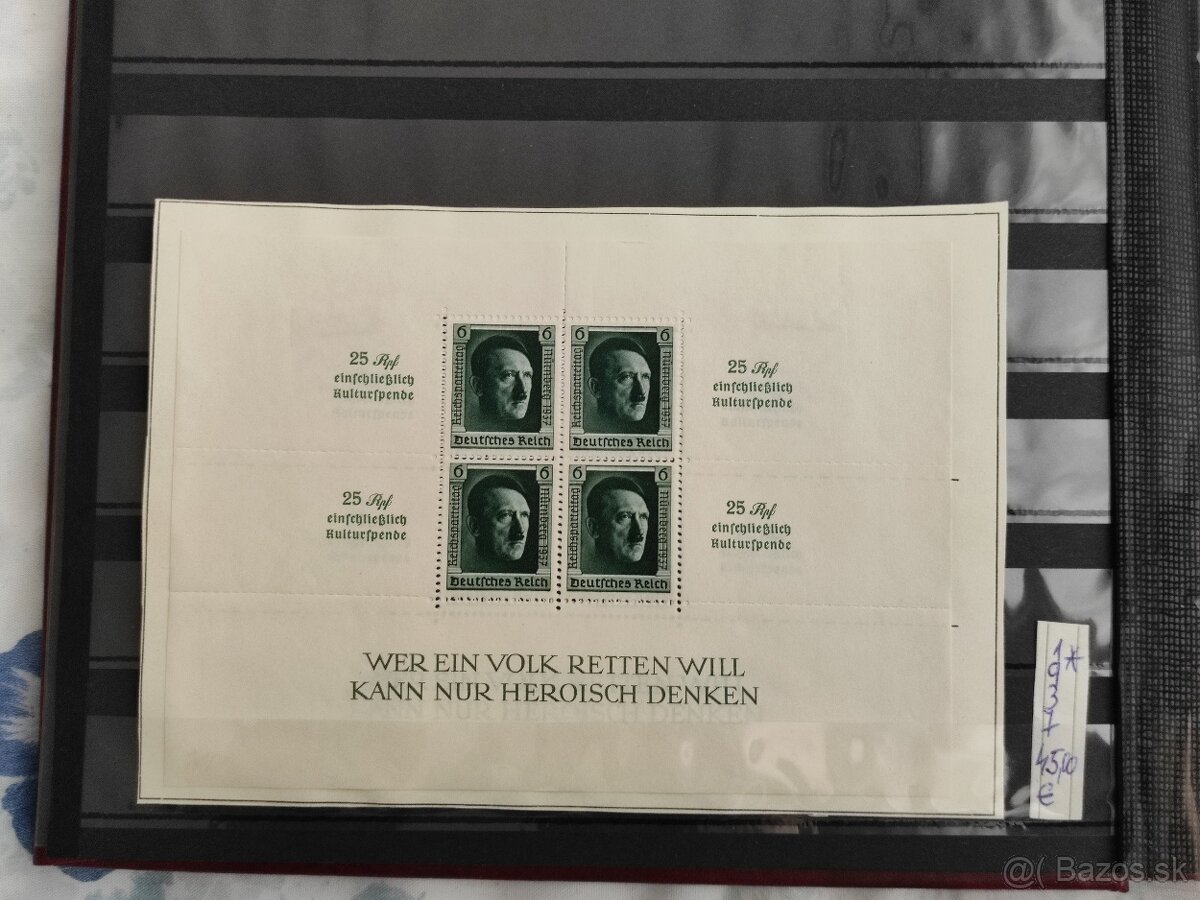 25 Rpf
einschließlich
Kulturspende
25 Rpf
einschließlich
Kulturspende
25 Rpf
einschließlich
Kulturspende
25 Rpf
einschließlich
Kulturspende
6 6
Reichsparteitag
Nürnberg 1937
Deutsches Reich
6 6
Reichsparteitag
Nürnberg 1937
Deutsches Reich
6 6
Reichsparteitag
Nürnberg 1937
Deutsches Reich
6 6
Reichsparteitag
Nürnberg 1937
Deutsches Reich
WER EIN VOLK RETTEN WILL
KANN NUR HEROISCH DENKEN
€ 45,00
@( Bazos.sk